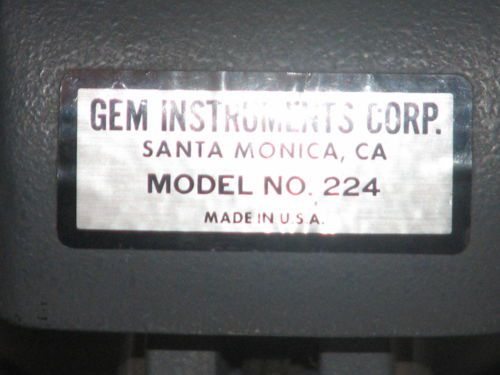 GEM INSTRUMENTS CORP.
SANTA MONICA, CA
MODEL NO. 224
MADE IN U.S.A.